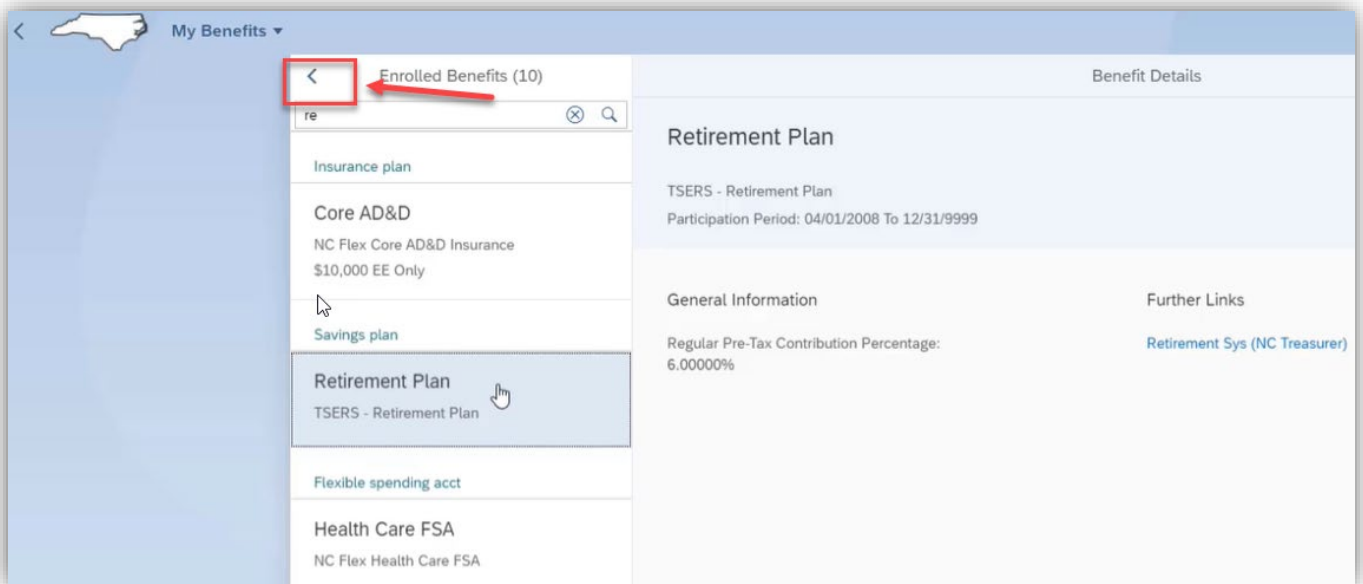 My Benefits
Enrolled Benefits (10)
re
Insurance plan
Core AD&D
NC Flex Core AD&D Insurance
$10,000 EE Only
Savings plan
Retirement Plan
TSERS - Retirement Plan
Flexible spending acct
Health Care FSA
NC Flex Health Care FSA
Benefit Details
Retirement Plan
TSERS - Retirement Plan
Participation Period: 04/01/2008 To 12/31/9999
General Information
Regular Pre-Tax Contribution Percentage:
6.00000%
Further Links
Retirement Sys (NC Treasurer)